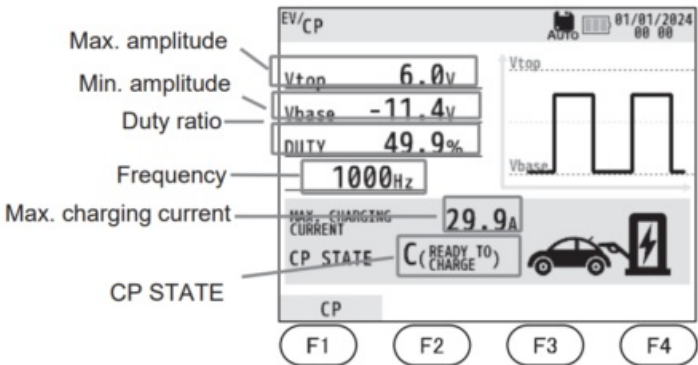 EV/CP
AUTO
01/01/2024
00 00
Max. amplitude
Vtop 6.0V
Vtop
Min. amplitude
Vbase -11.4V
Duty ratio
DUTY 49.9%
Frequency
1000Hz
Vbase
Max. charging current
MAX. CHARGING
CURRENT
29.9A
CP STATE C(READY TO
CHARGE)
CP STATE
CP
F1 F2 F3 F4